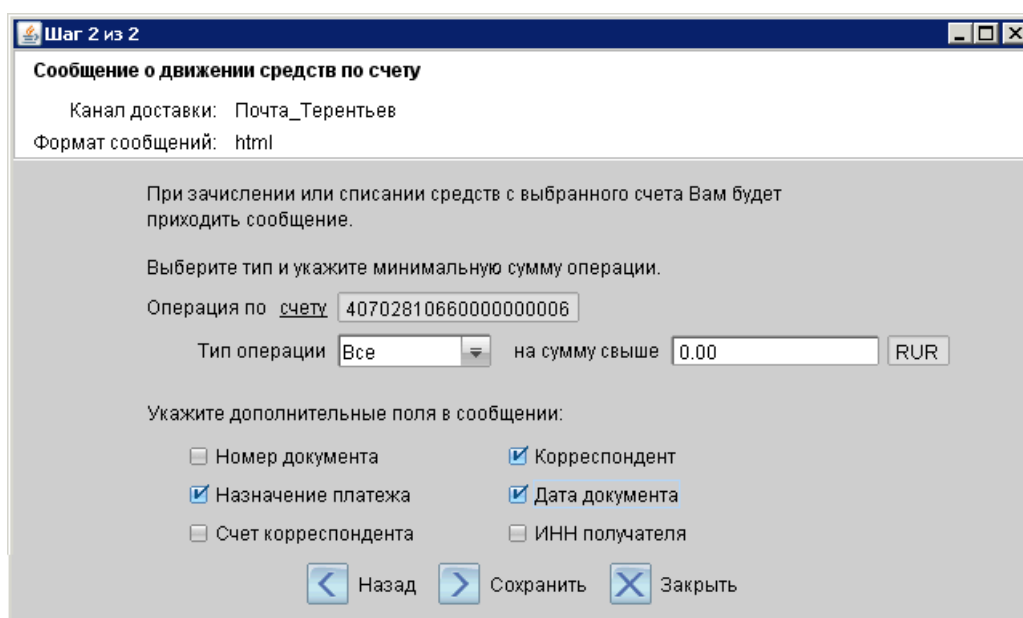 Шаг 2 из 2
Сообщение о движении средств по счету
Канал доставки: Почта_Терентьев
Формат сообщений: html
При зачислении или списании средств с выбранного счета Вам будет
приходить сообщение.
Выберите тип и укажите минимальную сумму операции.
Операция по счету 40702810660000000006
Тип операции Все на сумму свыше 0.00 RUR
Укажите дополнительные поля в сообщении:
Номер документа Корреспондент
Назначение платежа Дата документа
Счет корреспондента ИНН получателя
Назад Сохранить Закрыть